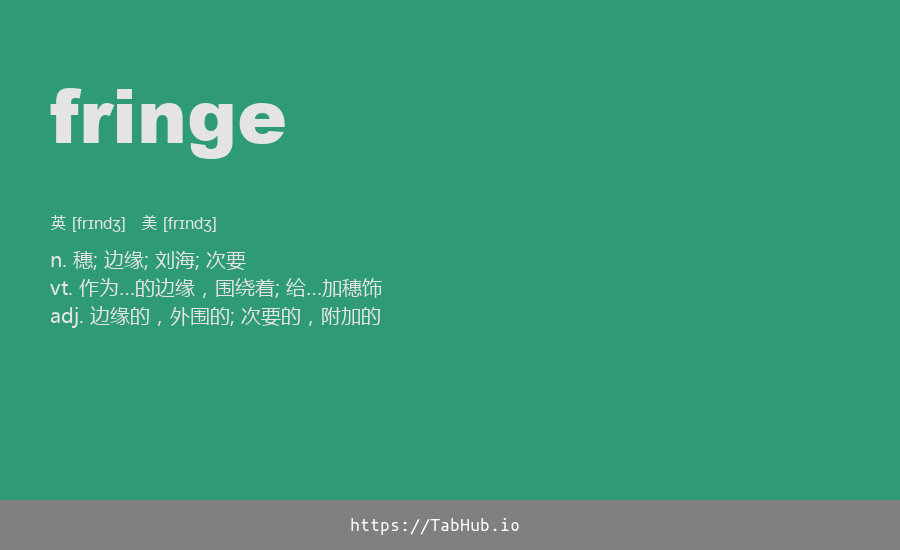 fringe
英 [frɪndʒ] 美 [frɪndʒ]
n. 穗; 边缘; 刘海; 次要
vt. 作为…的边缘，围绕着; 给…加穗饰
adj. 边缘的，外围的; 次要的，附加的
https://TabHub.io